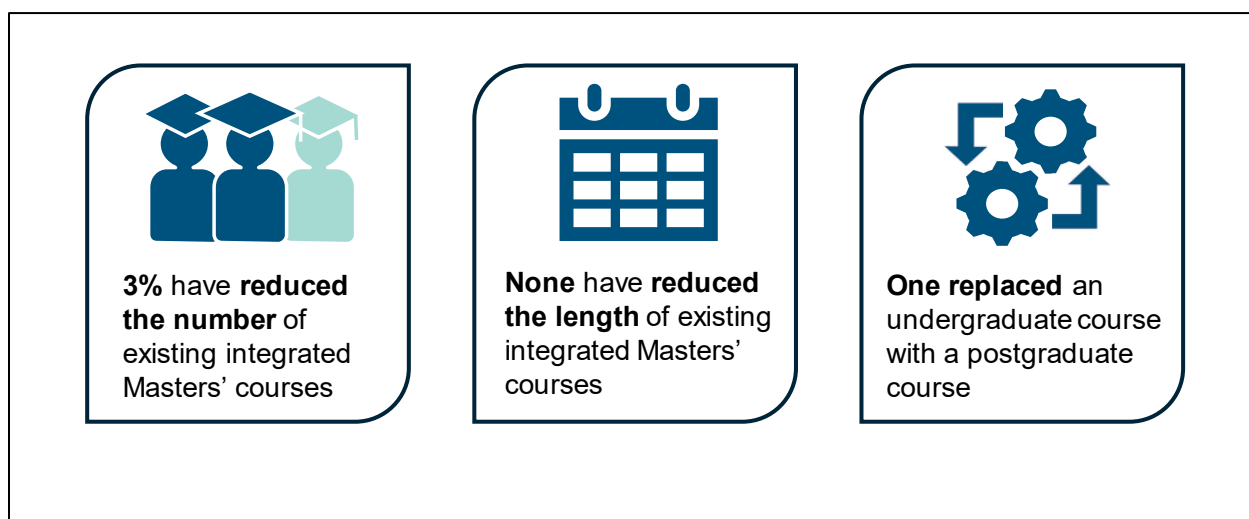 3% have reduced
the number of
existing integrated
Masters’ courses
None have reduced
the length of existing
integrated Masters’
courses
One replaced an
undergraduate course
with a postgraduate
course